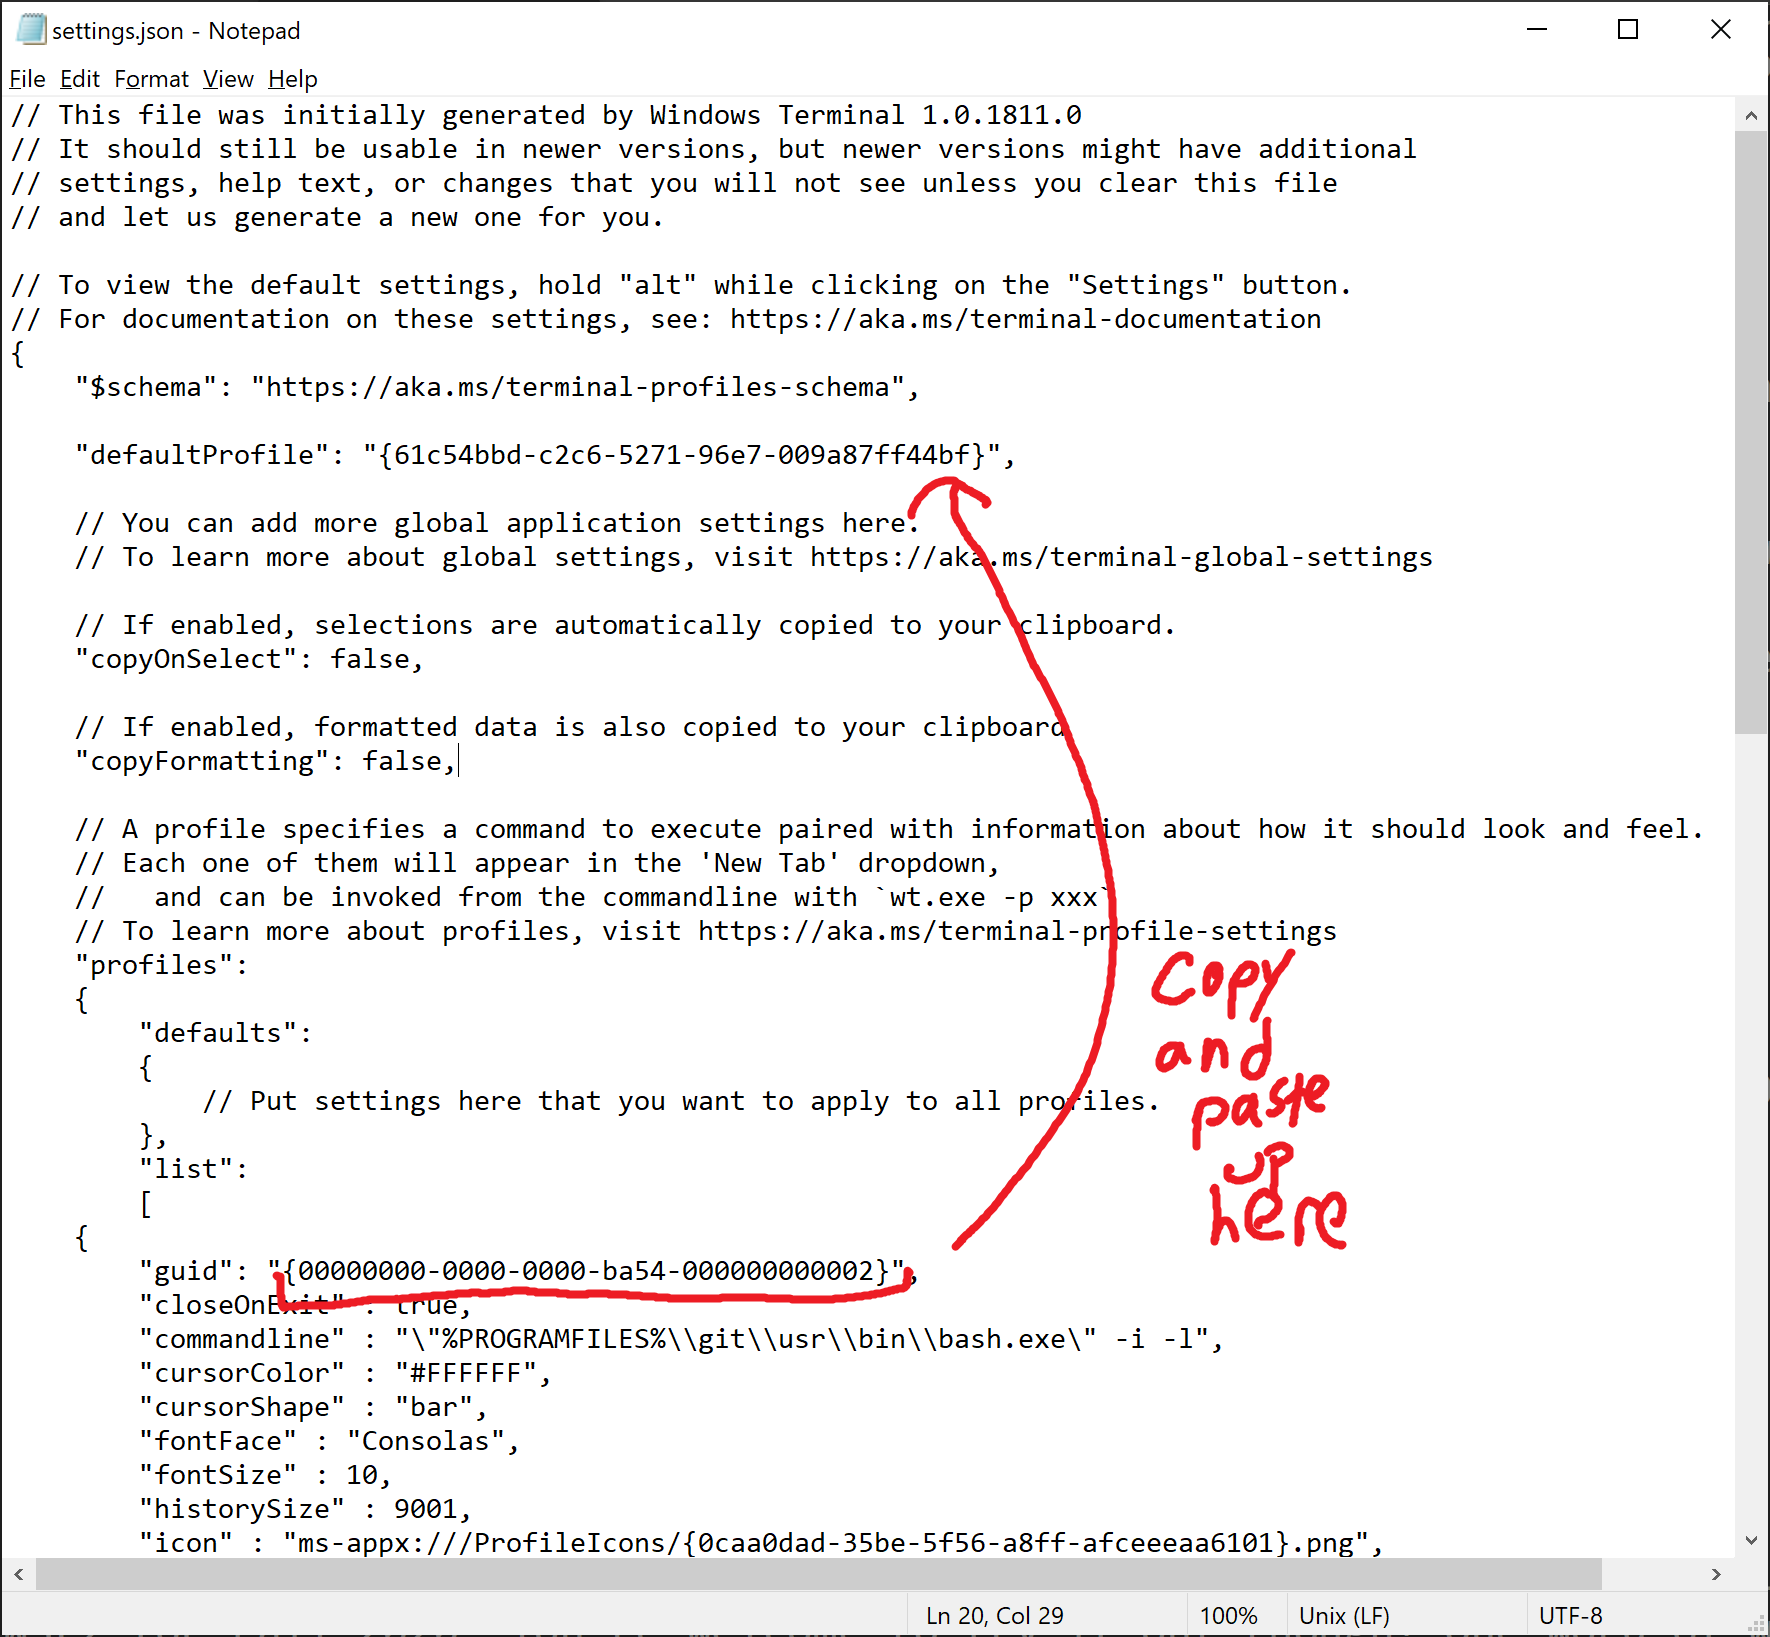 settings.json - Notepad
File Edit Format View Help
// This file was initially generated by Windows Terminal 1.0.1811.0
// It should still be usable in newer versions, but newer versions might have additional
// settings, help text, or changes that you will not see unless you clear this file
// and let us generate a new one for you.
// To view the default settings, hold "alt" while clicking on the "Settings" button.
// For documentation on these settings, see: https://aka.ms/terminal-documentation
{
"$schema": "https://aka.ms/terminal-profiles-schema",
"defaultProfile": "{61c54bbd-c2c6-5271-96e7-009a87ff44bf}",
// You can add more global application settings here.
// To learn more about global settings, visit https://aka.ms/terminal-global-settings
// If enabled, selections are automatically copied to your clipboard.
"copyOnSelect": false,
// If enabled, formatted data is also copied to your clipboard
"copyFormatting": false,
// A profile specifies a command to execute paired with information about how it should look and feel.
// Each one of them will appear in the 'New Tab' dropdown,
//   and can be invoked from the commandline with `wt.exe -p xxx`
// To learn more about profiles, visit https://aka.ms/terminal-profile-settings
"profiles":
{
"defaults":
{
// Put settings here that you want to apply to all profiles.
},
"list":
[
{
"guid": "{00000000-0000-0000-ba54-000000000002}",
"closeOnExit" : true,
"commandline" : "\"%PROGRAMFILES%\\git\\usr\\bin\\bash.exe\" -i -l",
"cursorColor" : "#FFFFFF",
"cursorShape" : "bar",
"fontFace" : "Consolas",
"fontSize" : 10,
"historySize" : 9001,
"icon" : "ms-appx:///ProfileIcons/{0caa0dad-35be-5f56-a8ff-afceeeaa6101}.png",
Copy
and
paste
up
here
Ln 20, Col 29
100%
Unix (LF)
UTF-8